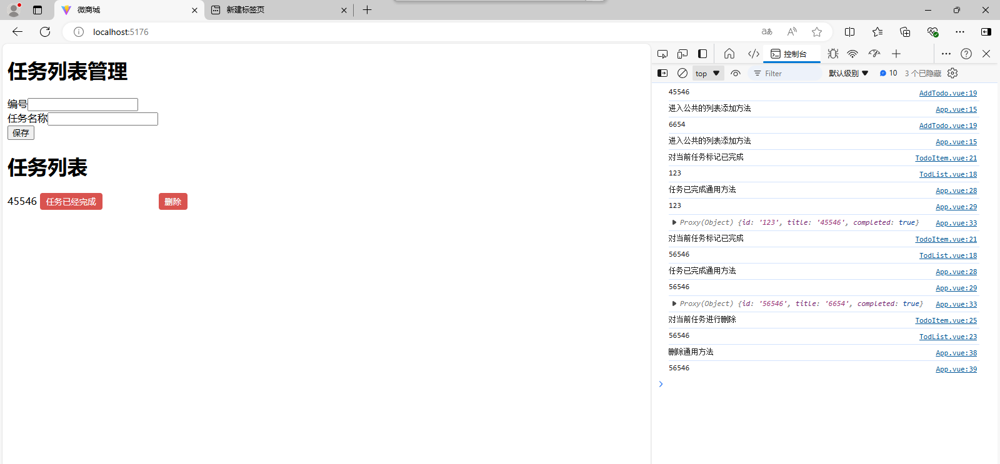 微商城
新建标签页
localhost:5176
任务列表管理
编号
任务名称
保存
任务列表
45546 任务已经完成 删除
控制台
top Filter 默认级别 10 3 个已隐藏
45546 AddTodo.vue:19
进入公共的列表添加方法 App.vue:15
6654 AddTodo.vue:19
进入公共的列表添加方法 App.vue:15
对当前任务标记已完成 TodoItem.vue:21
123 TodList.vue:18
任务已完成通用方法 App.vue:28
123 App.vue:29
Proxy(Object) {id: '123', title: '45546', completed: true} App.vue:33
对当前任务标记已完成 TodoItem.vue:21
56546 TodList.vue:18
任务已完成通用方法 App.vue:28
56546 App.vue:29
Proxy(Object) {id: '56546', title: '6654', completed: true} App.vue:33
对当前任务进行删除 TodoItem.vue:25
56546 TodList.vue:23
删除通用方法 App.vue:38
56546 App.vue:39